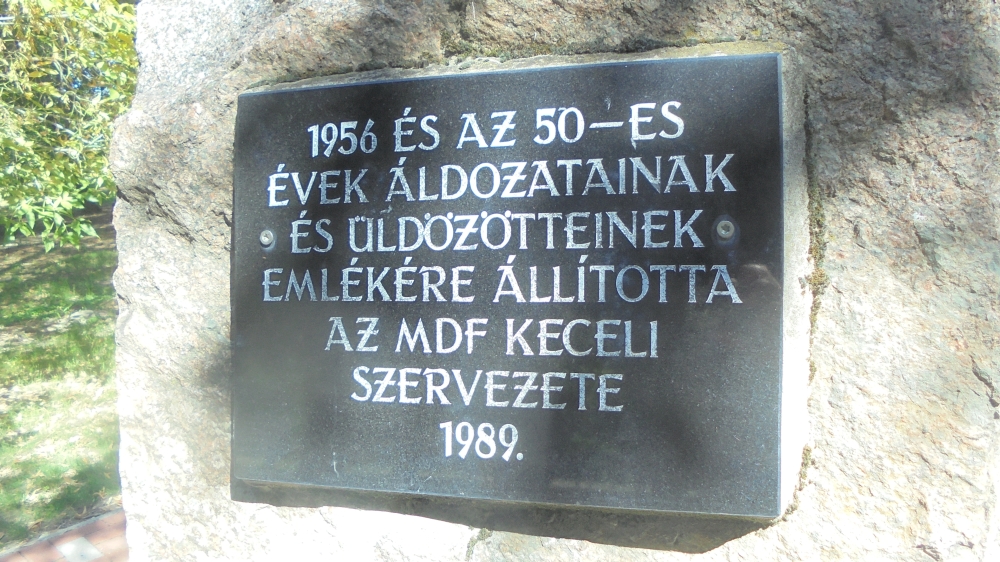 1956 ÉS AZ 50-ES
ÉVEK ÁLDOZATAINAK
ÉS ÜLDÖZÖTTEINEK
EMLÉKÉRE ÁLLÍTOTTA
AZ MDF KECELI
SZERVEZETE
1989.